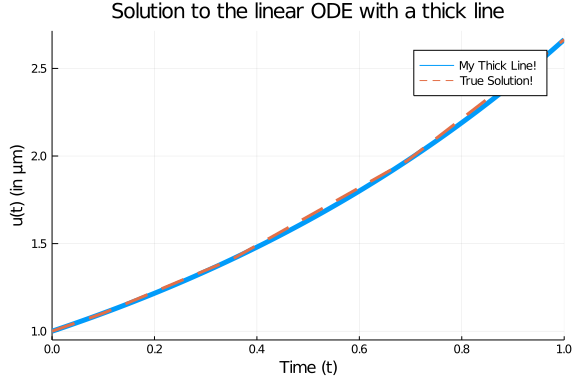 Solution to the linear ODE with a thick line
My Thick Line!
True Solution!
u(t) (in μm)
2.5
2.0
1.5
1.0
0.0 0.2 0.4 0.6 0.8 1.0
Time (t)